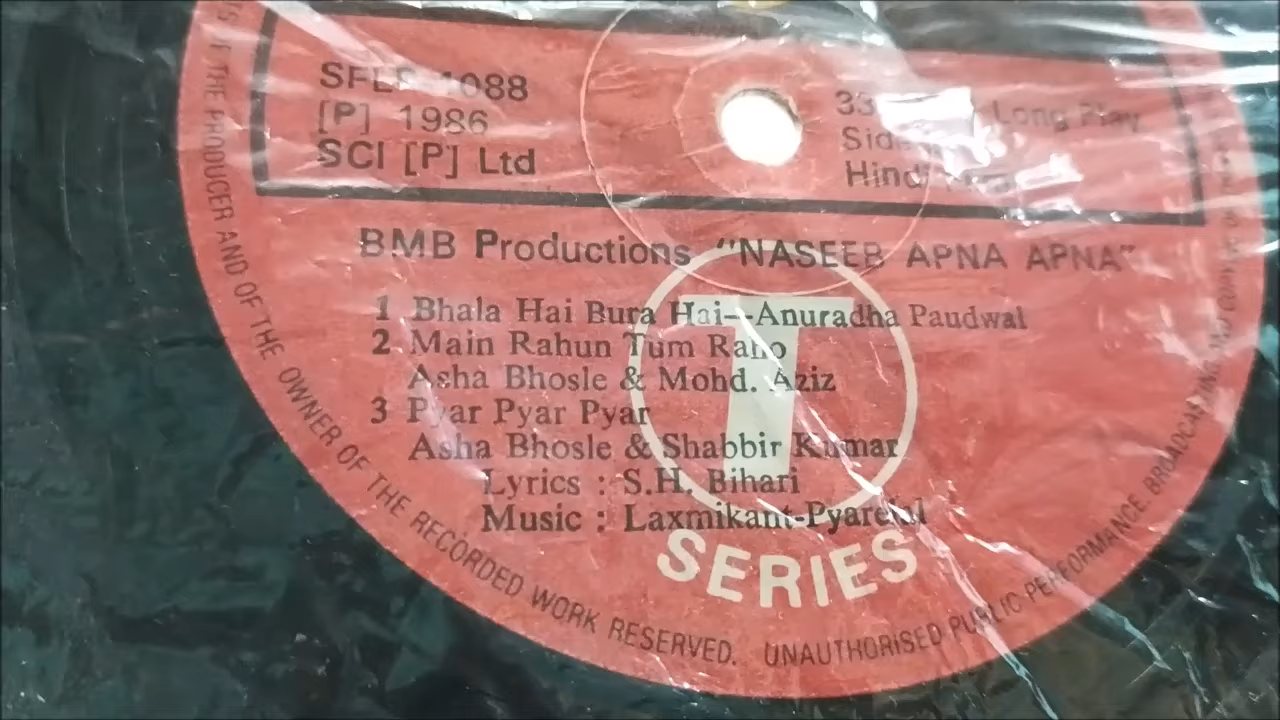 SFLP 1088
[P] 1986
SCI [P] Ltd
33 Long Play
Side
Hindi
BMB Productions "NASEEB APNA APNA"
1 Bhala Hai Bura Hai—Anuradha Paudwal
2 Main Rahun Tum Raho
Asha Bhosle & Mohd. Aziz
3 Pyar Pyar Pyar
Asha Bhosle & Shabbir Kumar
Lyrics : S.H. Bihari
Music : Laxmikant-Pyarelal
T
SERIES
OF THE PRODUCER AND OF THE OWNER OF THE RECORDED WORK RESERVED. UNAUTHORISED PUBLIC PERFORMANCE. BROADCASTING AND